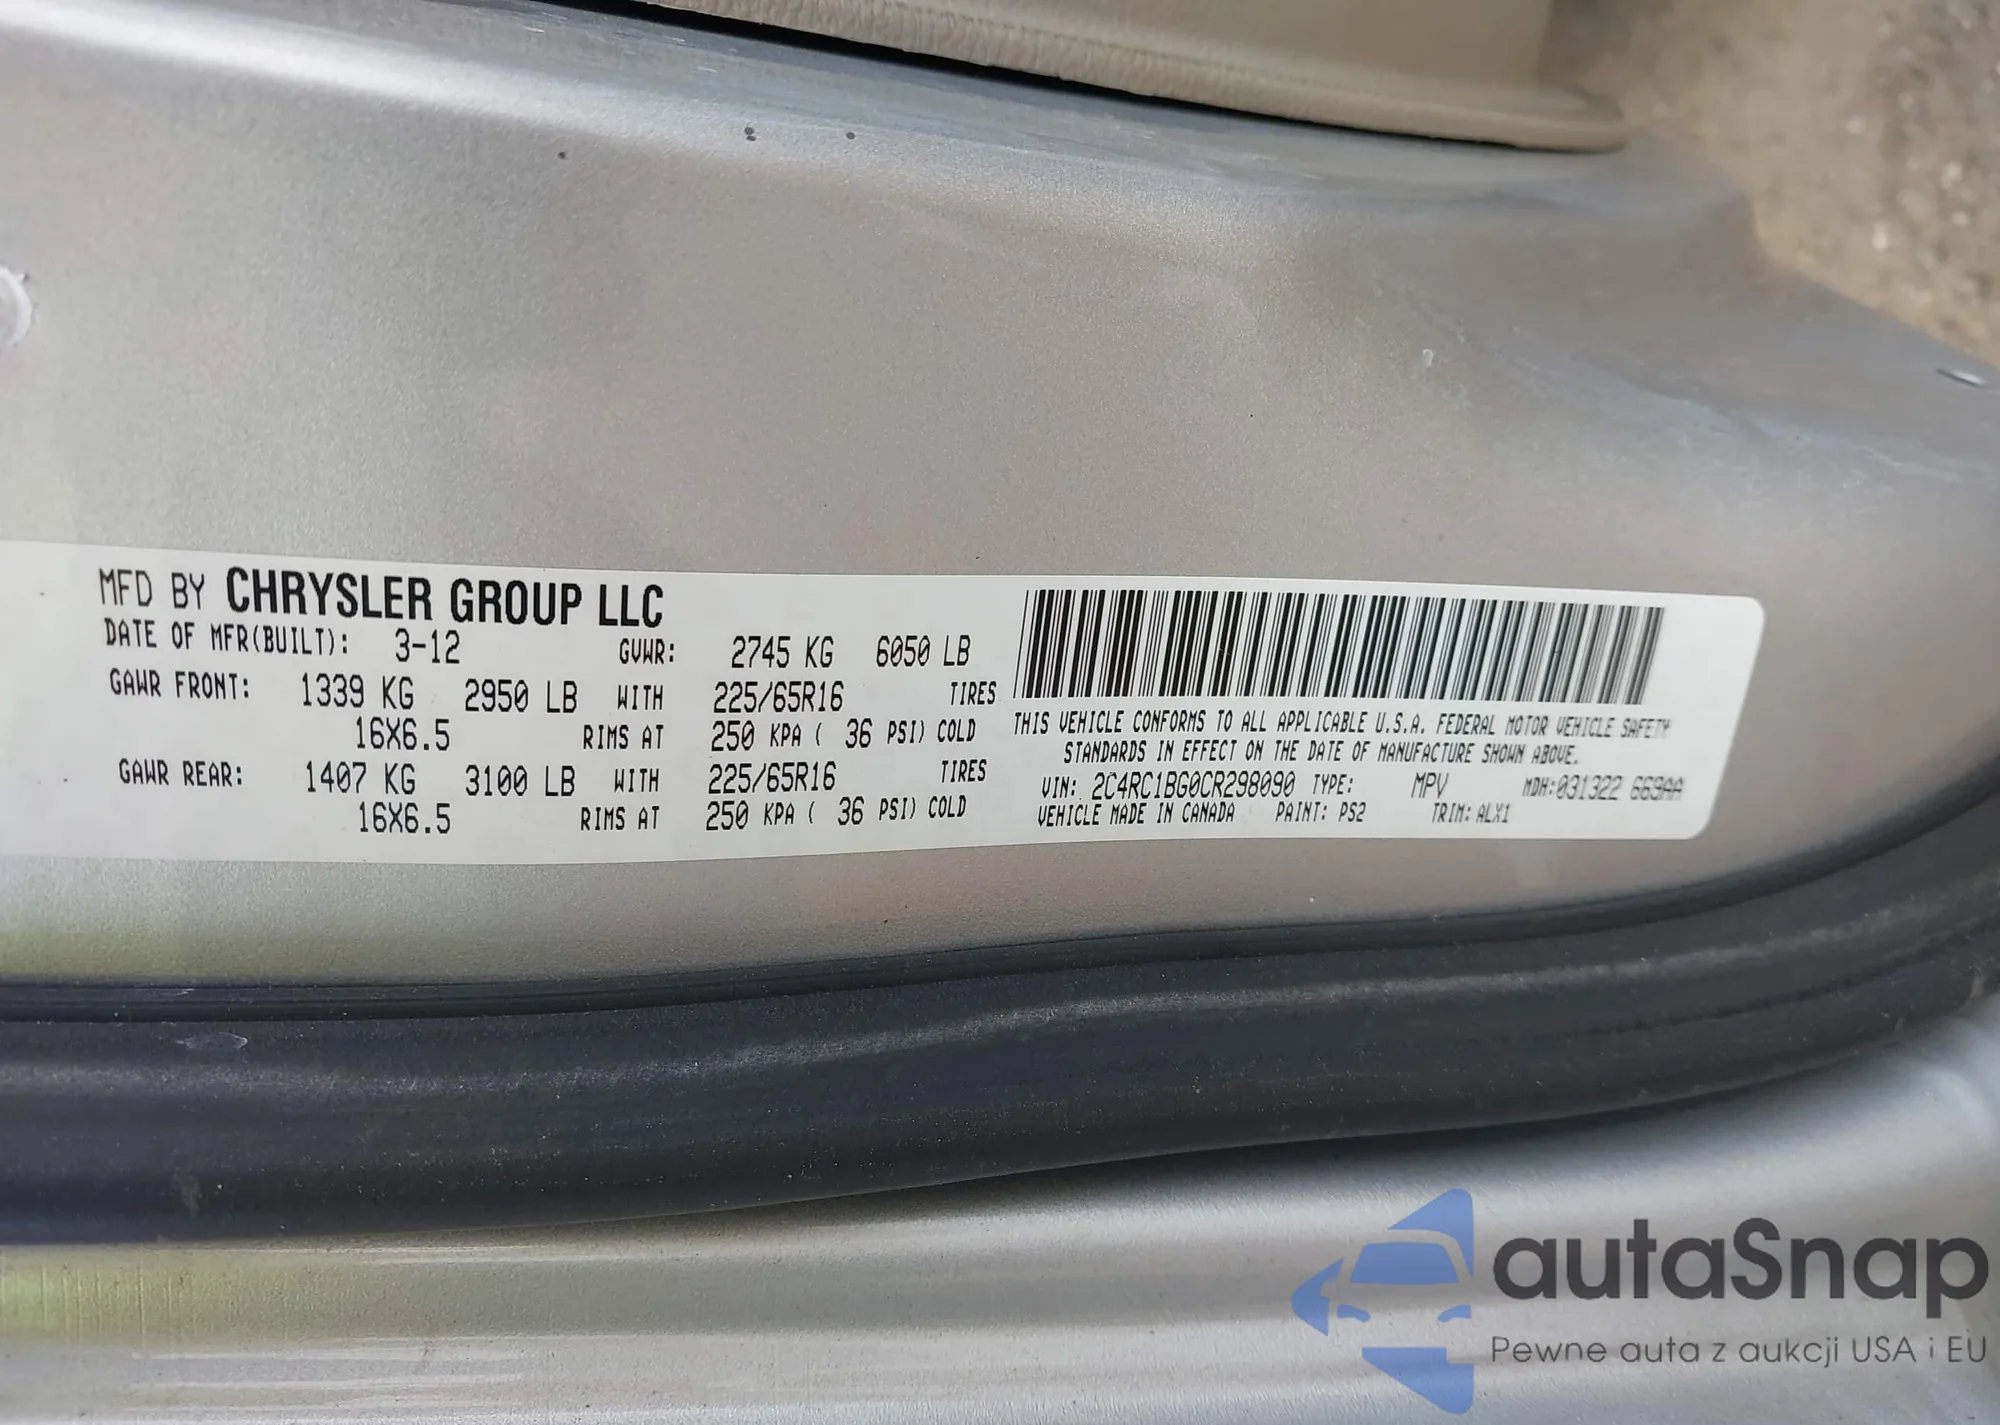 MFD BY CHRYSLER GROUP LLC
DATE OF MFR(BUILT): 3-12 GVWR: 2745 KG 6050 LB
GAWR FRONT: 1339 KG 2950 LB WITH 225/65R16 TIRES
16X6.5 RIMS AT 250 KPA ( 36 PSI) COLD
GAWR REAR: 1407 KG 3100 LB WITH 225/65R16 TIRES
16X6.5 RIMS AT 250 KPA ( 36 PSI) COLD
THIS VEHICLE CONFORMS TO ALL APPLICABLE U.S.A. FEDERAL MOTOR VEHICLE SAFETY
STANDARDS IN EFFECT ON THE DATE OF MANUFACTURE SHOWN ABOVE.
VIN: 2C4RC1BG0CR298090 TYPE: MPV MDH:031322 669AA
VEHICLE MADE IN CANADA PAINT: PS2 TRIM: ALX1
autaSnap
Pewne auta z aukcji USA i EU